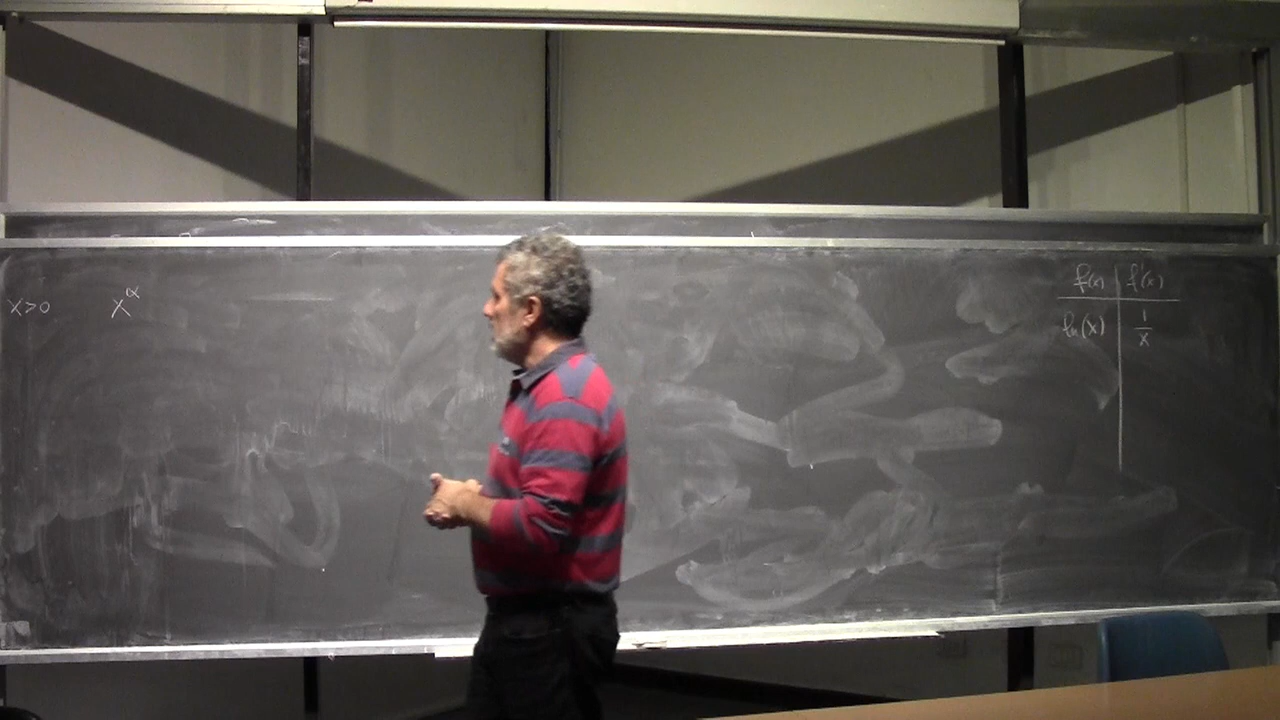 x>0 x^α
f(x) f'(x)
ln(x) 1/x